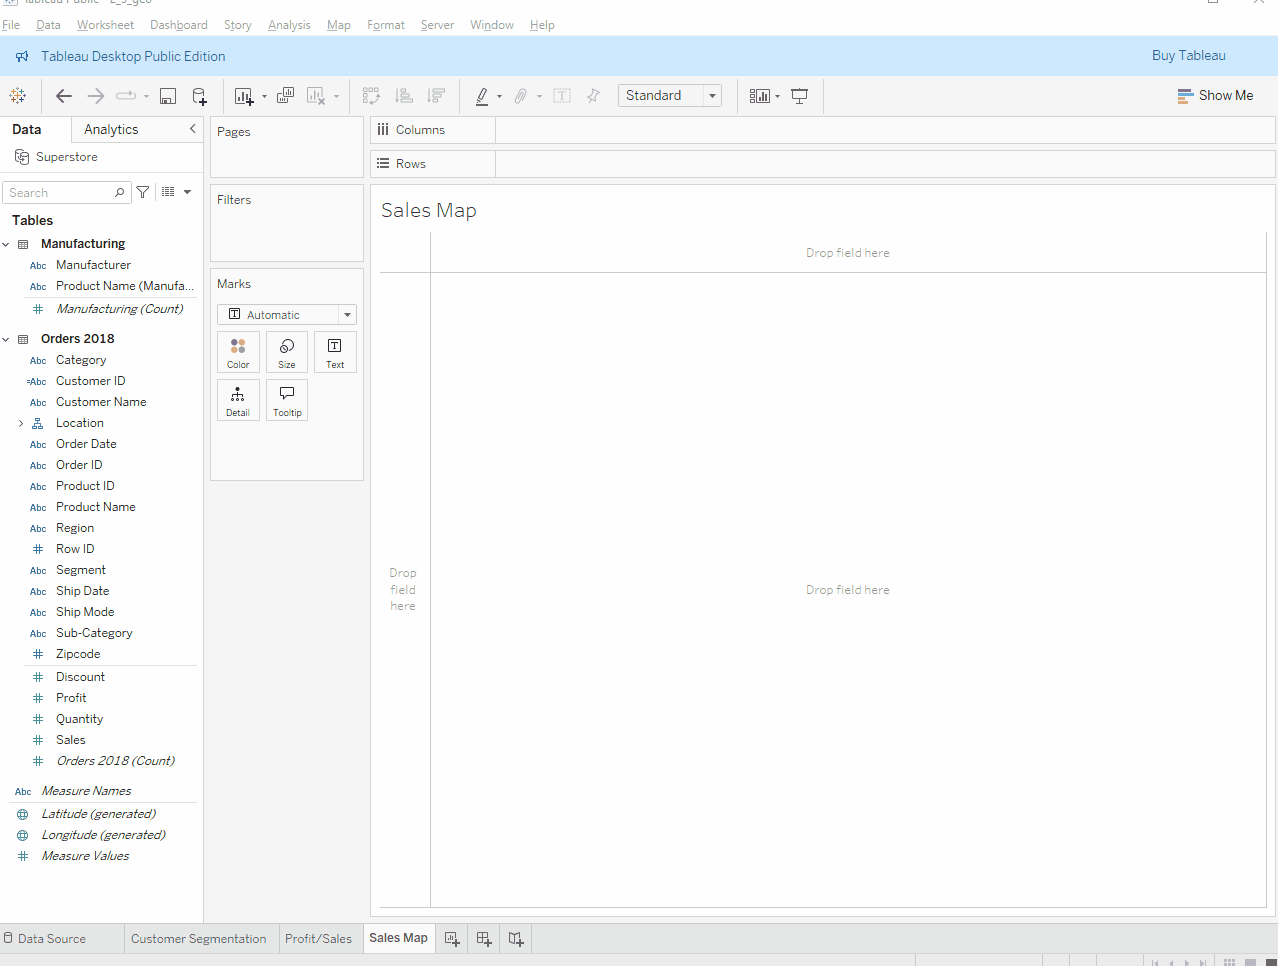 Tableau Public - L_5_geo
File Data Worksheet Dashboard Story Analysis Map Format Server Window Help
Tableau Desktop Public Edition Buy Tableau
Standard Show Me
Data Analytics Pages Columns
Superstore Rows
Search Filters
Tables Sales Map
Manufacturing
Abc Manufacturer Drop field here
Abc Product Name (Manufa...
Manufacturing (Count) Marks
Automatic
Orders 2018
Abc Category Color Size Text
=Abc Customer ID
Abc Customer Name
Detail Tooltip
Location
Abc Order Date
Abc Order ID
Abc Product ID
Abc Product Name
Abc Region
Row ID
Abc Segment Drop
Abc Ship Date field Drop field here
Abc Ship Mode here
Abc Sub-Category
Zipcode
Discount
Profit
Quantity
Sales
Orders 2018 (Count)
Abc Measure Names
Latitude (generated)
Longitude (generated)
Measure Values
Data Source Customer Segmentation Profit/Sales Sales Map